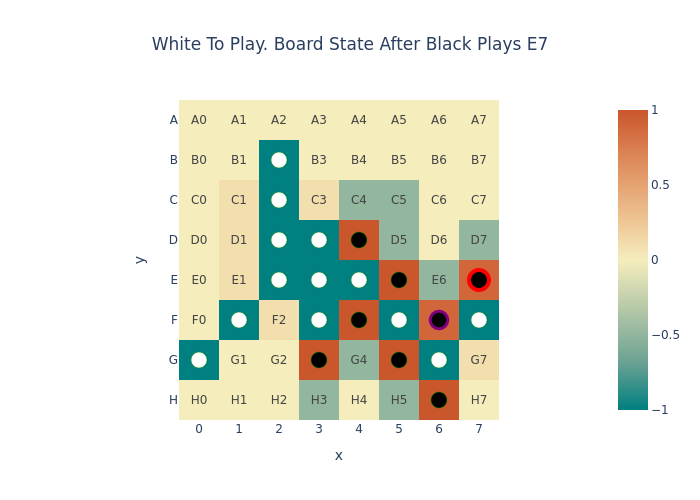 White To Play. Board State After Black Plays E7
A A0 A1 A2 A3 A4 A5 A6 A7
B B0 B1 B3 B4 B5 B6 B7
C C0 C1 C3 C4 C5 C6 C7
D D0 D1 D5 D6 D7
E E0 E1 E6
F F0 F2
G G1 G2 G4 G7
H H0 H1 H2 H3 H4 H5 H7
0 1 2 3 4 5 6 7
x
y
1
0.5
0
−0.5
−1